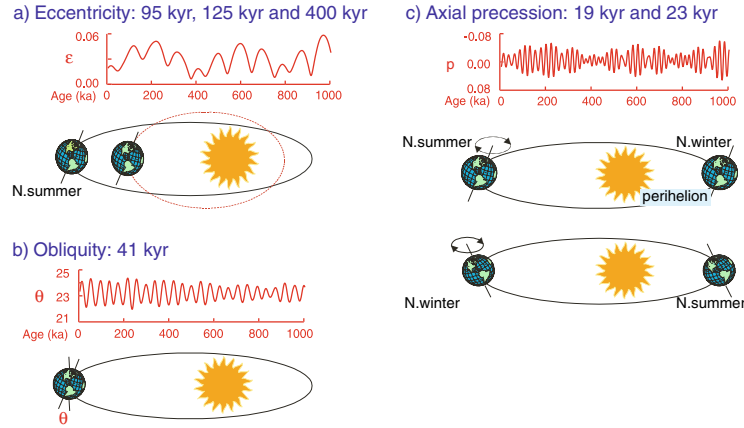 a) Eccentricity: 95 kyr, 125 kyr and 400 kyr
0.06
ε
0.00
Age (ka) 0 200 400 600 800 1000
N.summer
b) Obliquity: 41 kyr
25
θ 23
21
Age (ka) 0 200 400 600 800 1000
θ
c) Axial precession: 19 kyr and 23 kyr
-0.08
p 0.00
0.08
Age (ka) 0 200 400 600 800 1000
N.summer N.winter
perihelion
N.winter N.summer